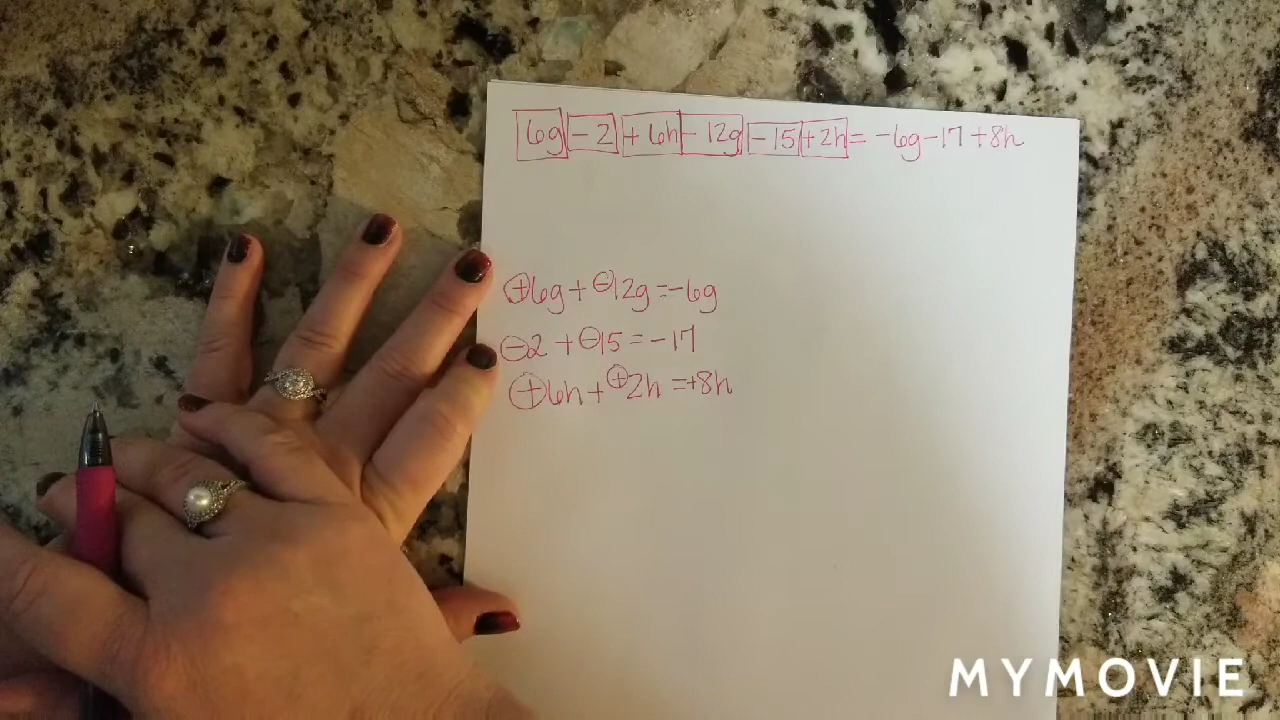 6g - 2 + 6h - 12g - 15 + 2h = -6g - 17 + 8h
+6g + -12g = -6g
-2 + -15 = -17
+6h + +2h = +8h
MYMOVIE